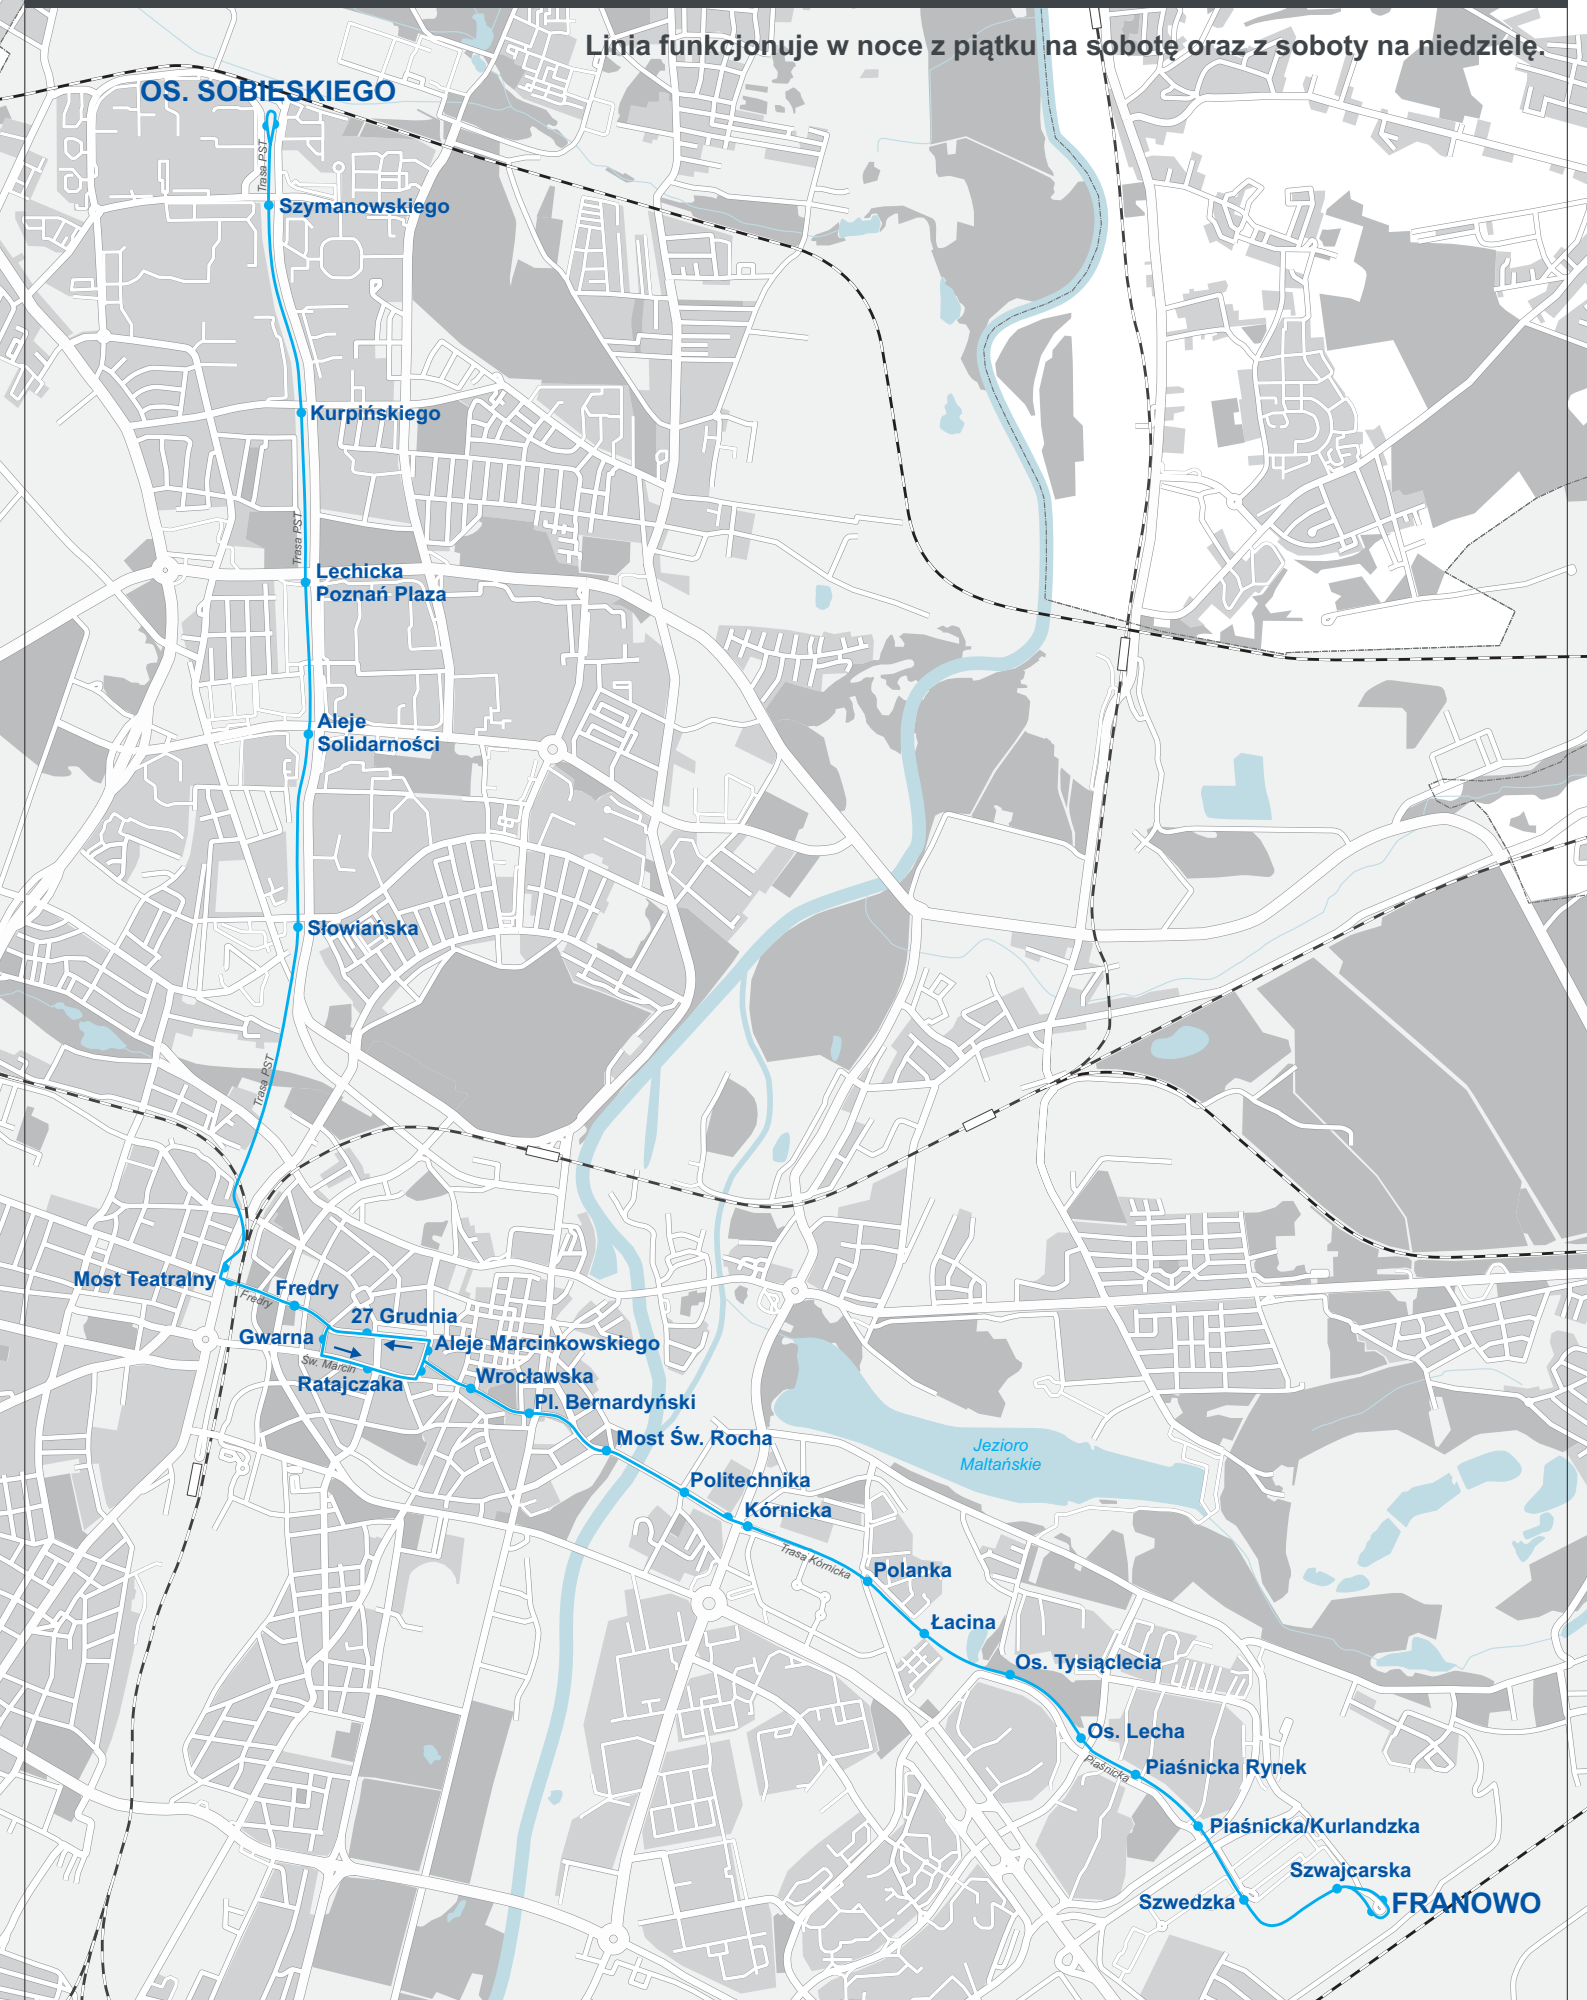 Linia funkcjonuje w noce z piątku na sobotę oraz z soboty na niedzielę.
OS. SOBIESKIEGO
Trasa PST
Szymanowskiego
Kurpińskiego
Trasa PST
Lechicka
Poznań Plaza
Aleje
Solidarności
Słowiańska
Trasa PST
Most Teatralny
Fredry
Fredry
27 Grudnia
Gwarna
Aleje Marcinkowskiego
Św. Marcin
Ratajczaka
Wrocławska
Pl. Bernardyński
Most Św. Rocha
Jezioro
Maltańskie
Politechnika
Kórnicka
Trasa Kórnicka
Polanka
Łacina
Os. Tysiąclecia
Os. Lecha
Piaśnicka
Piaśnicka Rynek
Piaśnicka/Kurlandzka
Szwajcarska
Szwedzka
FRANOWO